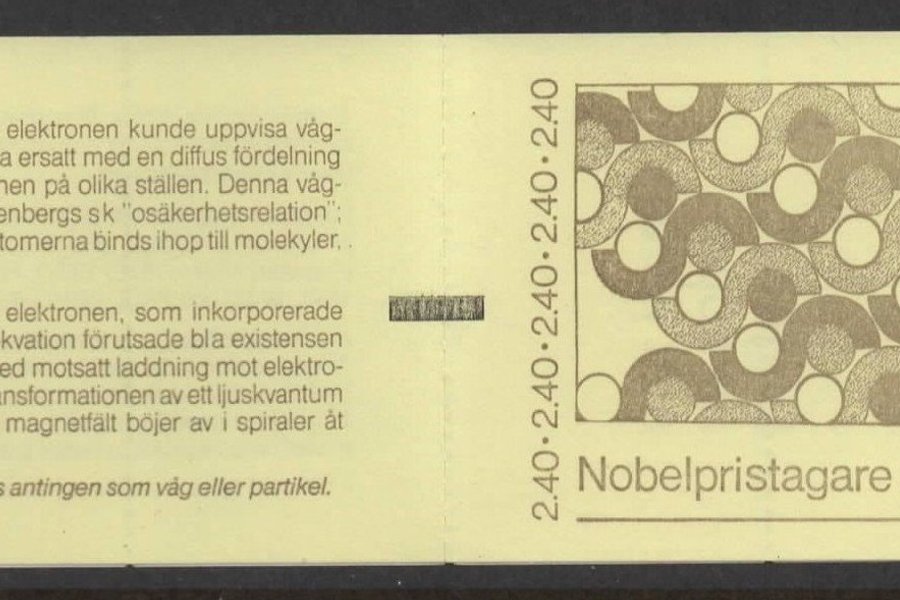 elektronen kunde uppvisa våg-
a ersatt med en diffus fördelning
nen på olika ställen. Denna våg-
enbergs s k "osäkerhetsrelation";
tomerna binds ihop till molekyler.
elektronen, som inkorporerade
kvation förutsade bl a existensen
ed motsatt laddning mot elektro-
ansformationen av ett ljuskvantum
magnetfält böjer av i spiraler åt
s antingen som våg eller partikel.
2.40 • 2.40 • 2.40 • 2.40 • 2.40
Nobelpristagare